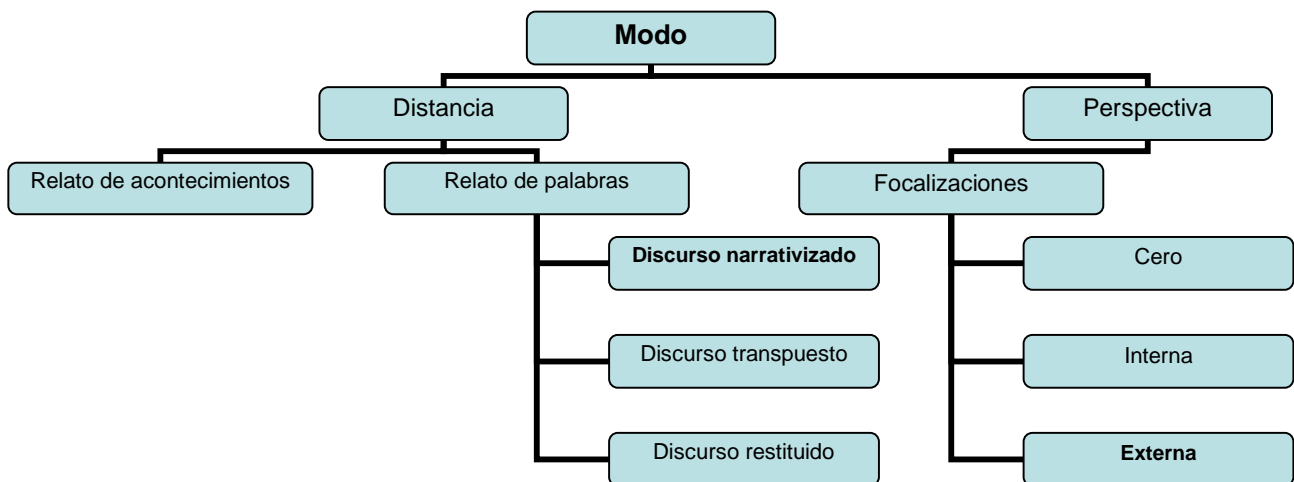 Modo
Distancia
Perspectiva
Relato de acontecimientos
Relato de palabras
Focalizaciones
Discurso narrativizado
Cero
Discurso transpuesto
Interna
Discurso restituido
Externa